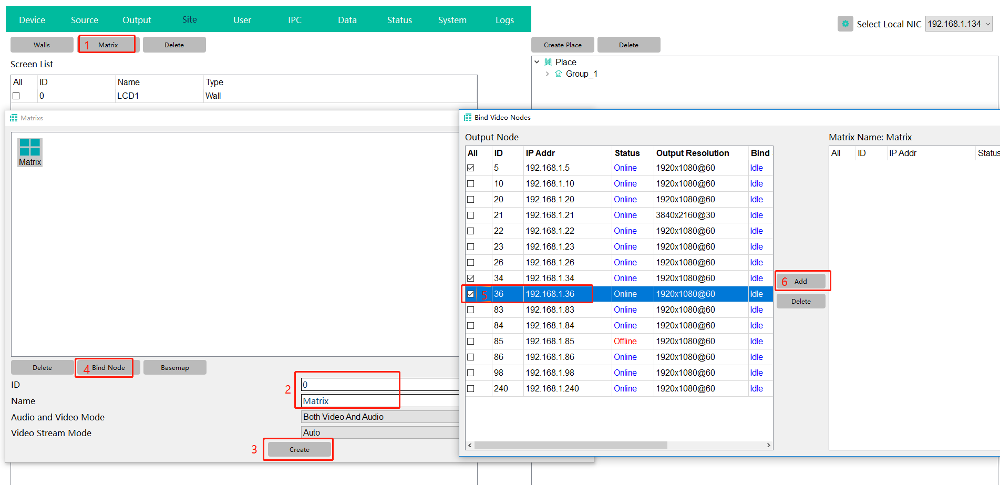 Device Source Output Site User IPC Data Status System Logs
Select Local NIC 192.168.1.134
Walls 1 Matrix Delete
Create Place Delete
Screen List
Place
Group_1
All ID Name Type
0 LCD1 Wall
Matrixs
Matrix
Delete 4 Bind Node Basemap
ID 2 0
Name Matrix
Audio and Video Mode Both Video And Audio
Video Stream Mode Auto
3 Create
Bind Video Nodes
Output Node
All ID IP Addr Status Output Resolution Bind
5 192.168.1.5 Online 1920x1080@60 Idle
10 192.168.1.10 Online 1920x1080@60 Idle
20 192.168.1.20 Online 1920x1080@60 Idle
21 192.168.1.21 Online 3840x2160@30 Idle
22 192.168.1.22 Online 1920x1080@60 Idle
23 192.168.1.23 Online 1920x1080@60 Idle
26 192.168.1.26 Online 1920x1080@60 Idle
34 192.168.1.34 Online 1920x1080@60 Idle
5 36 192.168.1.36 Online 1920x1080@60 Idle
83 192.168.1.83 Online 1920x1080@60 Idle
84 192.168.1.84 Online 1920x1080@60 Idle
85 192.168.1.85 Offline 1920x1080@60 Idle
86 192.168.1.86 Online 1920x1080@60 Idle
98 192.168.1.98 Online 1920x1080@60 Idle
240 192.168.1.240 Online 1920x1080@60 Idle
6 Add
Delete
Matrix Name: Matrix
All ID IP Addr Status